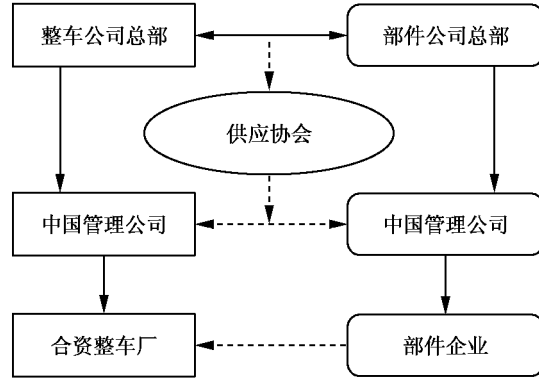 整车公司总部
部件公司总部
供应协会
中国管理公司
中国管理公司
合资整车厂
部件企业